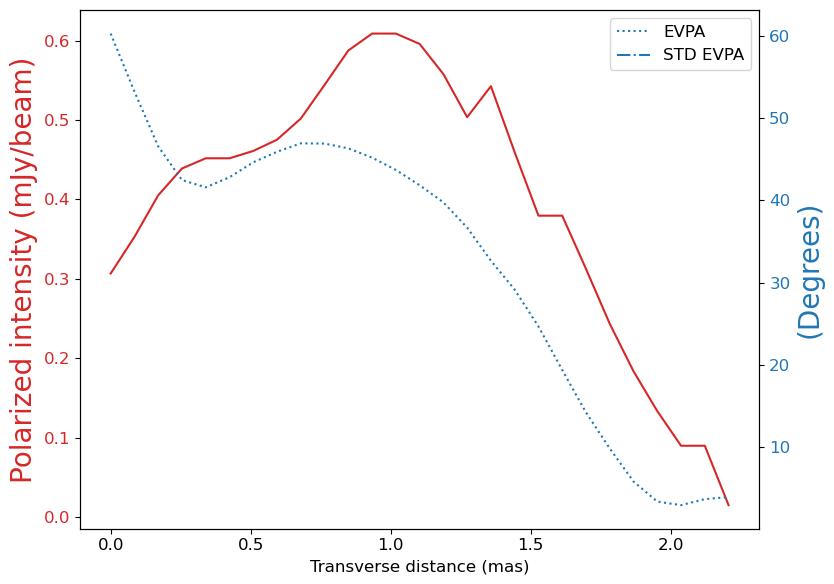 EVPA
STD EVPA
Polarized intensity (mJy/beam)
0.6
0.5
0.4
0.3
0.2
0.1
0.0
60
50
40
30
20
10
(Degrees)
0.0 0.5 1.0 1.5 2.0
Transverse distance (mas)